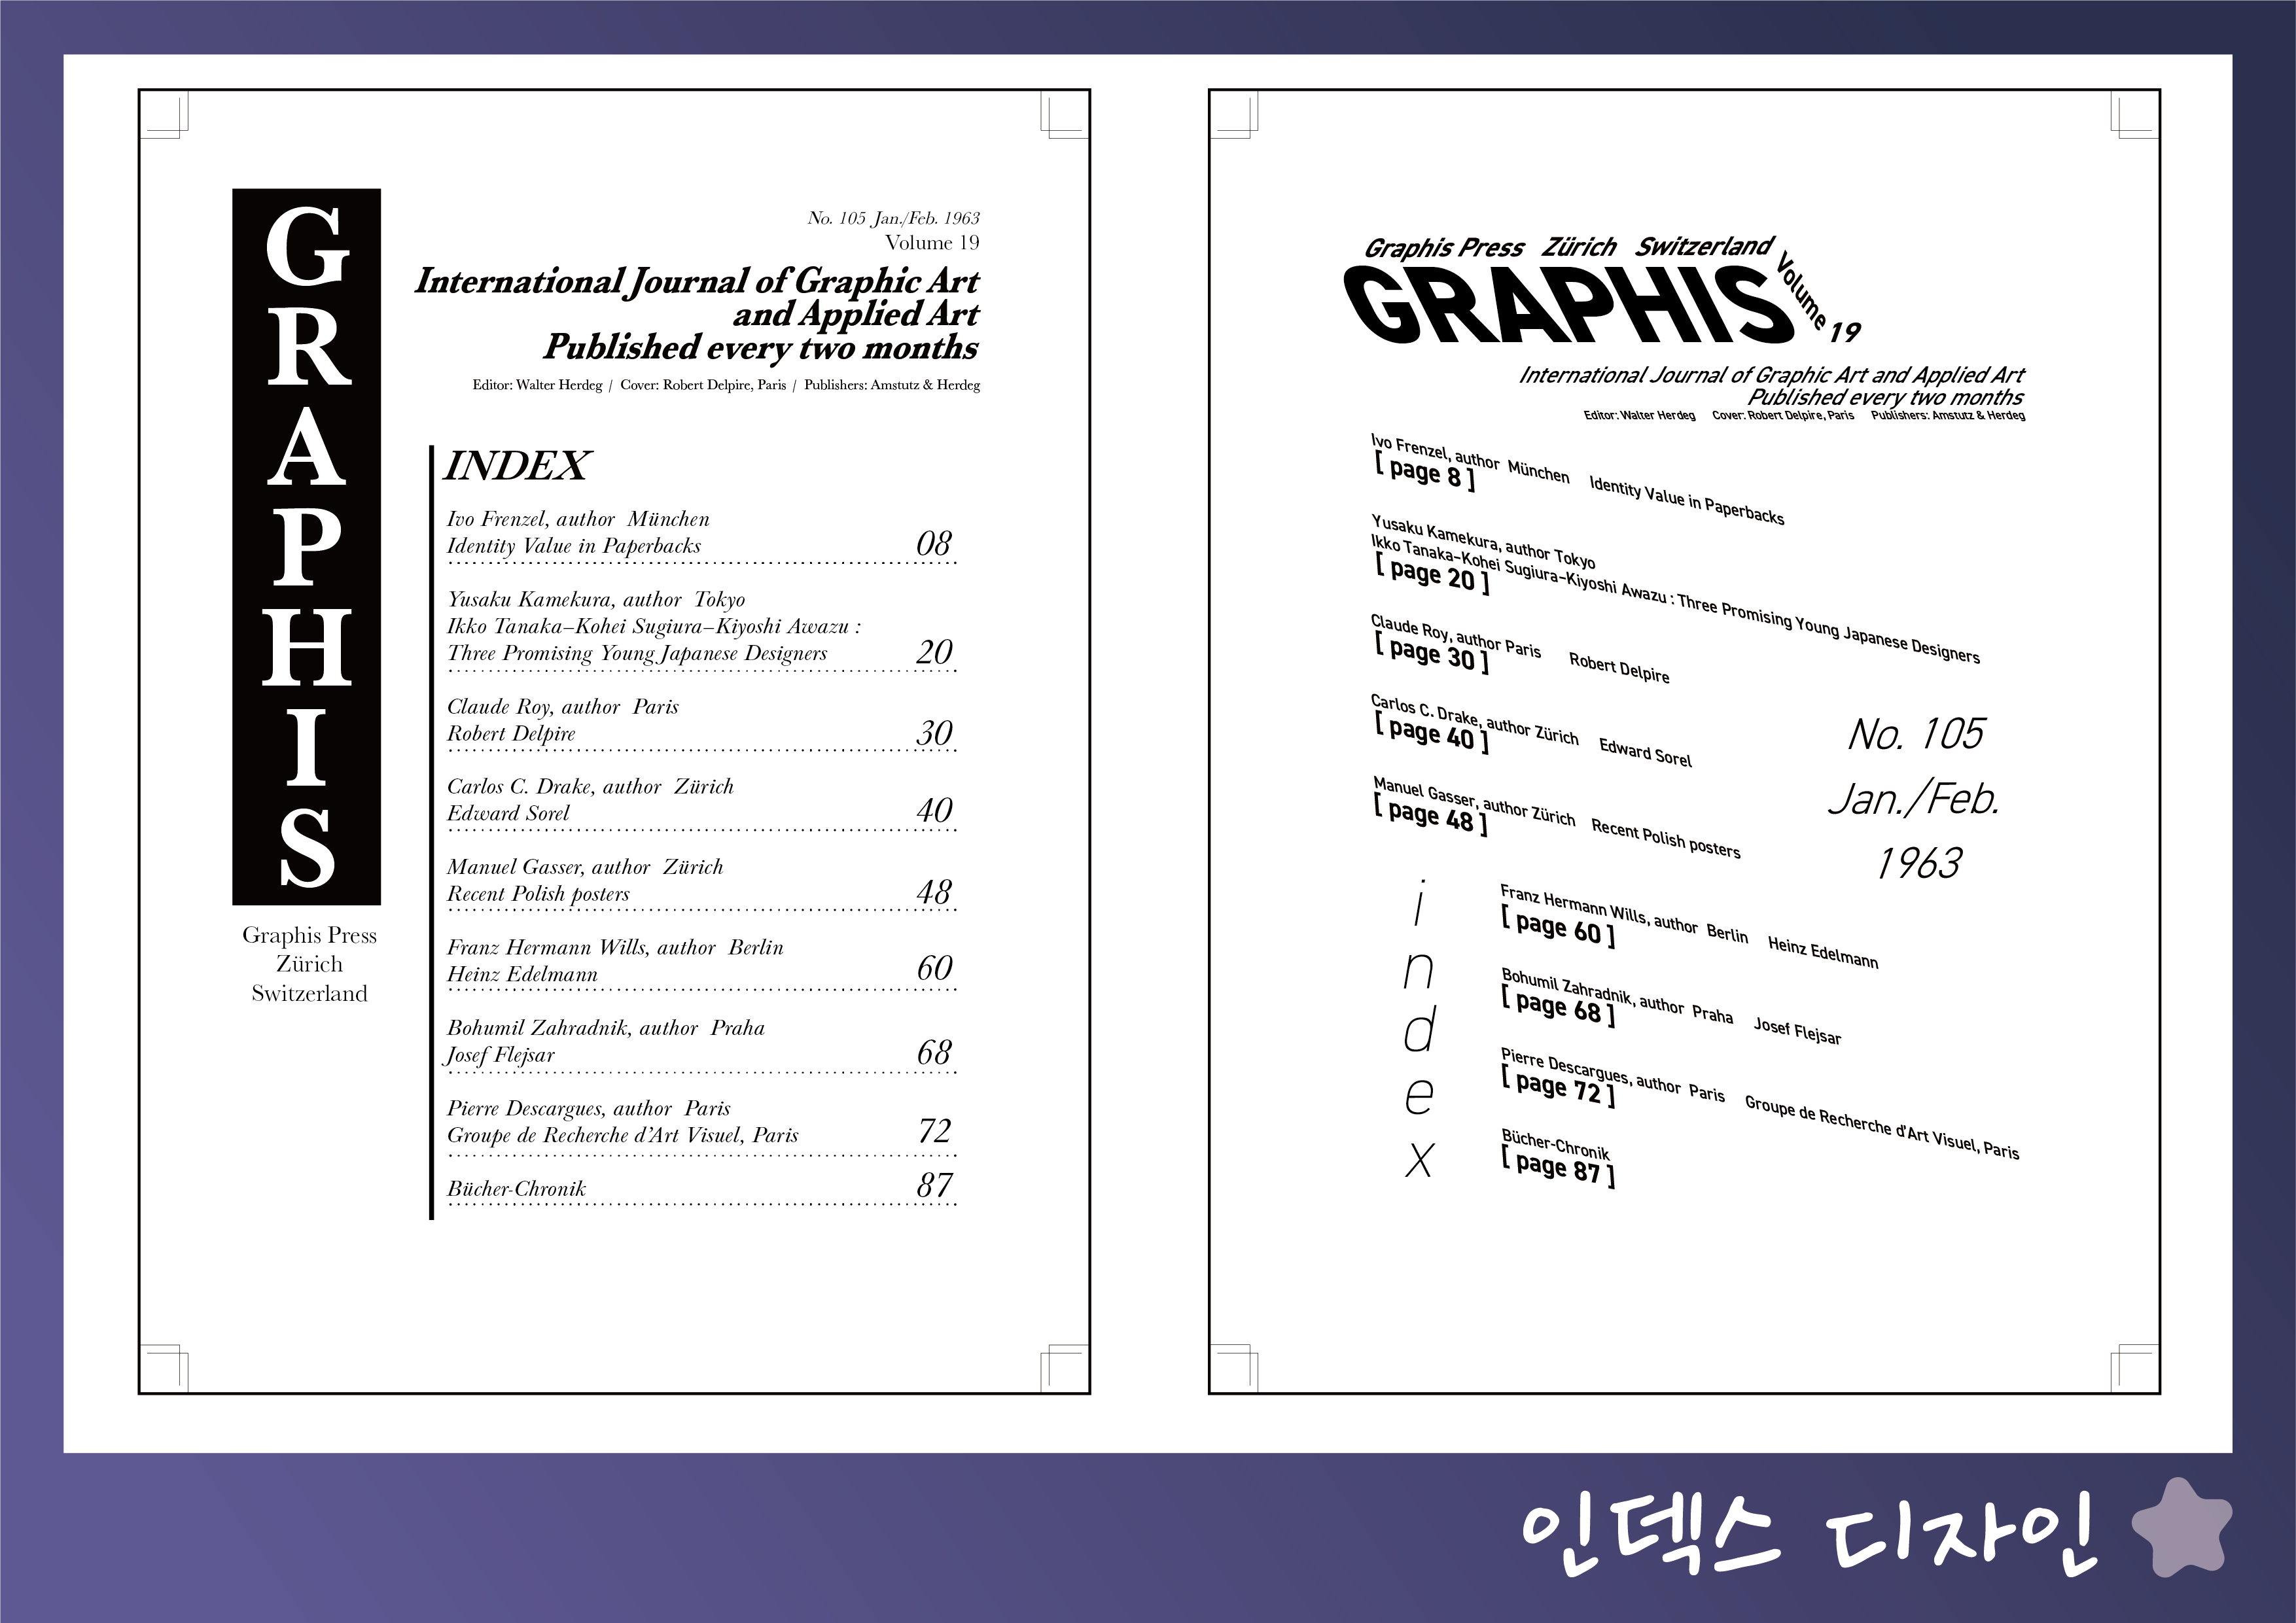 GRAPHIS
Graphis Press
Zürich
Switzerland
No. 105 Jan./Feb. 1963
Volume 19
International Journal of Graphic Art
and Applied Art
Published every two months
Editor: Walter Herdeg / Cover: Robert Delpire, Paris / Publishers: Amstutz & Herdeg
INDEX
Ivo Frenzel, author München
Identity Value in Paperbacks 08
Yusaku Kamekura, author Tokyo
Ikko Tanaka–Kohei Sugiura–Kiyoshi Awazu :
Three Promising Young Japanese Designers 20
Claude Roy, author Paris
Robert Delpire 30
Carlos C. Drake, author Zürich
Edward Sorel 40
Manuel Gasser, author Zürich
Recent Polish posters 48
Franz Hermann Wills, author Berlin
Heinz Edelmann 60
Bohumil Zahradnik, author Praha
Josef Flejsar 68
Pierre Descargues, author Paris
Groupe de Recherche d’Art Visuel, Paris 72
Bücher-Chronik 87
Graphis Press Zürich Switzerland
GRAPHIS
Volume 19
International Journal of Graphic Art and Applied Art
Published every two months
Editor: Walter Herdeg Cover: Robert Delpire, Paris Publishers: Amstutz & Herdeg
Ivo Frenzel, author München Identity Value in Paperbacks
[ page 8 ]
Yusaku Kamekura, author Tokyo
Ikko Tanaka–Kohei Sugiura–Kiyoshi Awazu : Three Promising Young Japanese Designers
[ page 20 ]
Claude Roy, author Paris Robert Delpire
[ page 30 ]
Carlos C. Drake, author Zürich Edward Sorel
[ page 40 ]
Manuel Gasser, author Zürich Recent Polish posters
[ page 48 ]
No. 105
Jan./Feb.
1963
index
Franz Hermann Wills, author Berlin Heinz Edelmann
[ page 60 ]
Bohumil Zahradnik, author Praha Josef Flejsar
[ page 68 ]
Pierre Descargues, author Paris Groupe de Recherche d’Art Visuel, Paris
[ page 72 ]
Bücher-Chronik
[ page 87 ]
인덱스 디자인